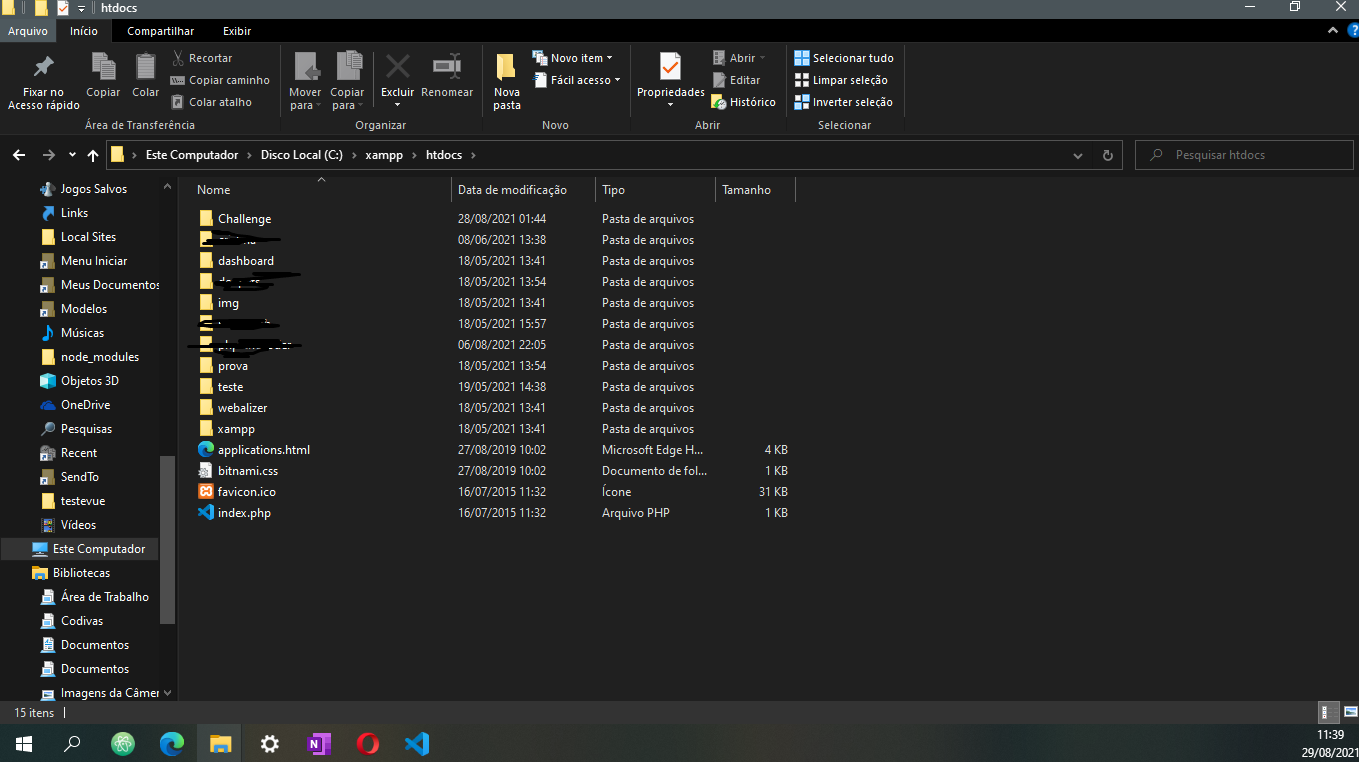 htdocs
Arquivo Início Compartilhar Exibir
Fixar no Acesso rápido
Copiar
Colar
Recortar
Copiar caminho
Colar atalho
Área de Transferência
Mover para
Copiar para
Excluir
Renomear
Organizar
Nova pasta
Novo item
Fácil acesso
Novo
Propriedades
Abrir
Editar
Histórico
Abrir
Selecionar tudo
Limpar seleção
Inverter seleção
Selecionar
Este Computador > Disco Local (C:) > xampp > htdocs >
Pesquisar htdocs
Jogos Salvos
Links
Local Sites
Menu Iniciar
Meus Documentos
Modelos
Músicas
node_modules
Objetos 3D
OneDrive
Pesquisas
Recent
SendTo
testevue
Vídeos
Este Computador
Bibliotecas
Área de Trabalho
Codivas
Documentos
Documentos
Imagens da Câmer
Nome Data de modificação Tipo Tamanho
Challenge 28/08/2021 01:44 Pasta de arquivos
08/06/2021 13:38 Pasta de arquivos
dashboard 18/05/2021 13:41 Pasta de arquivos
18/05/2021 13:54 Pasta de arquivos
img 18/05/2021 13:41 Pasta de arquivos
18/05/2021 15:57 Pasta de arquivos
06/08/2021 22:05 Pasta de arquivos
prova 18/05/2021 13:54 Pasta de arquivos
teste 19/05/2021 14:38 Pasta de arquivos
webalizer 18/05/2021 13:41 Pasta de arquivos
xampp 18/05/2021 13:41 Pasta de arquivos
applications.html 27/08/2019 10:02 Microsoft Edge H... 4 KB
bitnami.css 27/08/2019 10:02 Documento de fol... 1 KB
favicon.ico 16/07/2015 11:32 Ícone 31 KB
index.php 16/07/2015 11:32 Arquivo PHP 1 KB
15 itens
11:39
29/08/2021